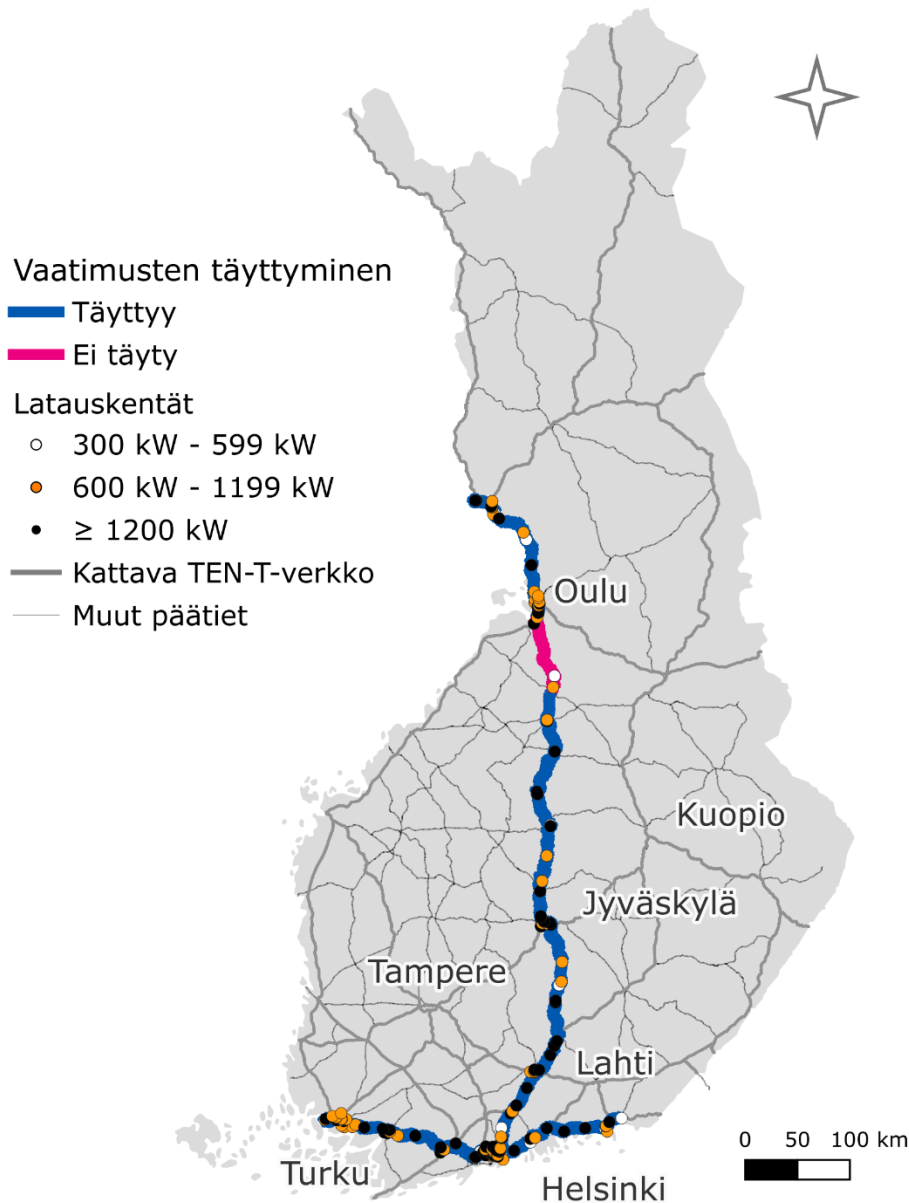 Vaatimusten täyttyminen
Täyttyy
Ei täyty
Latauskentät
300 kW - 599 kW
600 kW - 1199 kW
≥ 1200 kW
Kattava TEN-T-verkko
Muut päätiet
Oulu
Kuopio
Jyväskylä
Tampere
Lahti
Turku
Helsinki
0 50 100 km